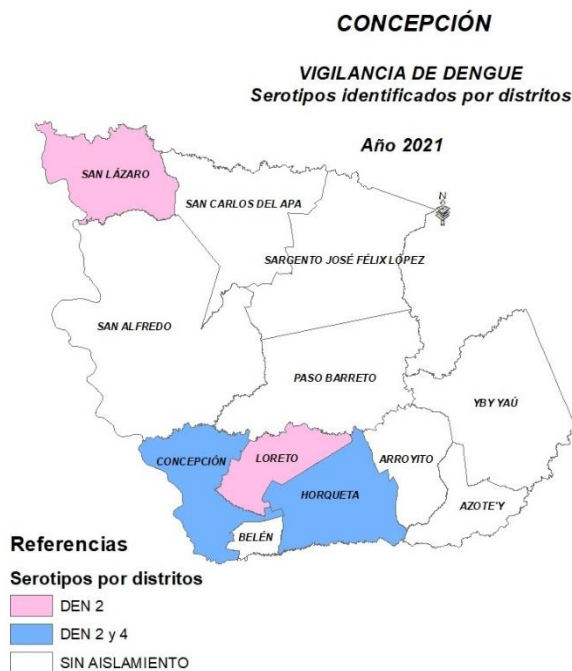 CONCEPCIÓN
VIGILANCIA DE DENGUE
Serotipos identificados por distritos
Año 2021
SAN LÁZARO
SAN CARLOS DEL APA
N
SARGENTO JOSÉ FÉLIX LÓPEZ
SAN ALFREDO
PASO BARRETO
YBY YAÚ
CONCEPCIÓN
LORETO
ARROYITO
HORQUETA
AZOTE'Y
BELÉN
Referencias
Serotipos por distritos
DEN 2
DEN 2 y 4
SIN AISLAMIENTO